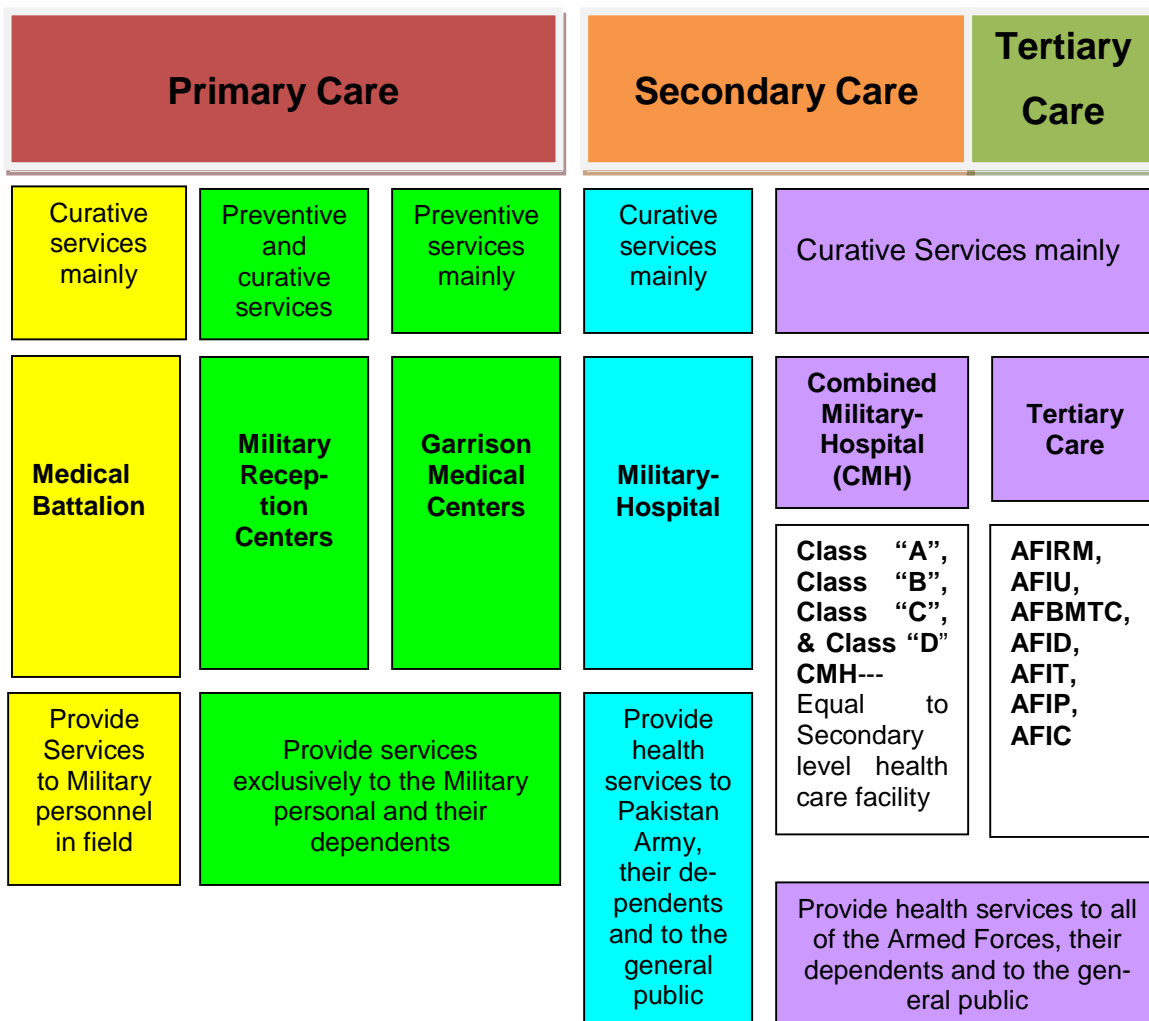 Primary Care
Secondary Care
Tertiary
Care
Curative
services
mainly
Preventive
and
curative
services
Preventive
services
mainly
Curative
services
mainly
Curative Services mainly
Medical
Battalion
Military
Recep-
tion
Centers
Garrison
Medical
Centers
Military-
Hospital
Combined
Military-
Hospital
(CMH)
Tertiary
Care
Class “A”,
Class “B”,
Class “C”,
& Class “D”
CMH---
Equal to
Secondary
level health
care facility
AFIRM,
AFIU,
AFBMTC,
AFID,
AFIT,
AFIP,
AFIC
Provide
Services
to Military
personnel
in field
Provide services
exclusively to the Military
personal and their
dependents
Provide
health
services to
Pakistan
Army,
their de-
pendents
and to the
general
public
Provide health services to all
of the Armed Forces, their
dependents and to the gen-
eral public